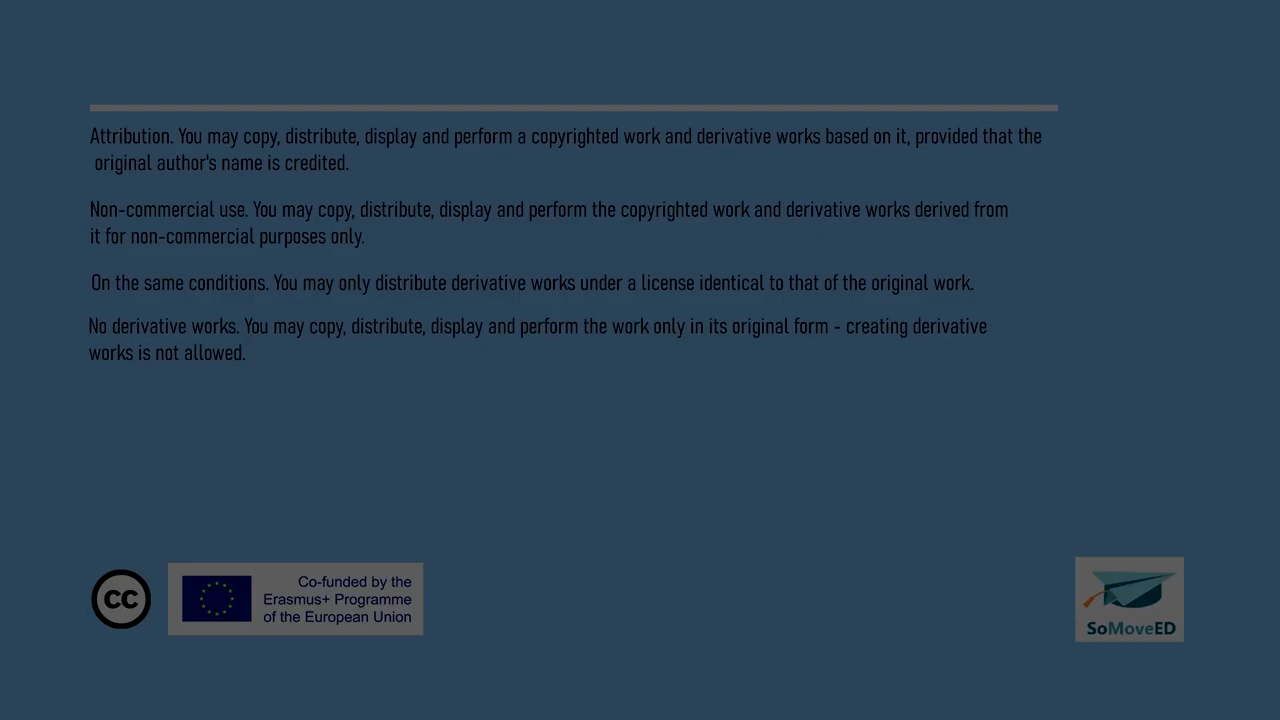 Attribution. You may copy, distribute, display and perform a copyrighted work and derivative works based on it, provided that the
original author's name is credited.
Non-commercial use. You may copy, distribute, display and perform the copyrighted work and derivative works derived from
it for non-commercial purposes only.
On the same conditions. You may only distribute derivative works under a license identical to that of the original work.
No derivative works. You may copy, distribute, display and perform the work only in its original form - creating derivative
works is not allowed.
cc
Co-funded by the
Erasmus+ Programme
of the European Union
SoMoveED